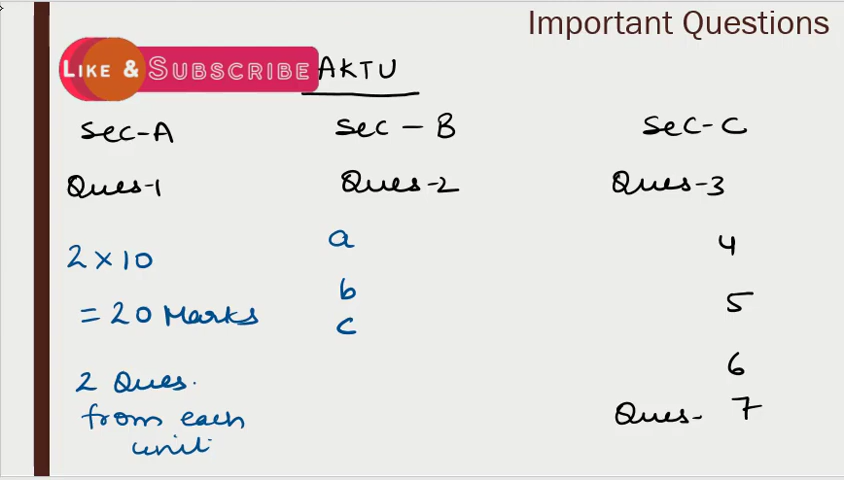 Important Questions
LIKE & SUBSCRIBE AKTU
Sec-A Sec-B Sec-C
Ques-1 Ques-2 Ques-3
a 4
2 × 10
b 5
= 20 Marks c
6
2 Ques.
from each Ques- 7
unit